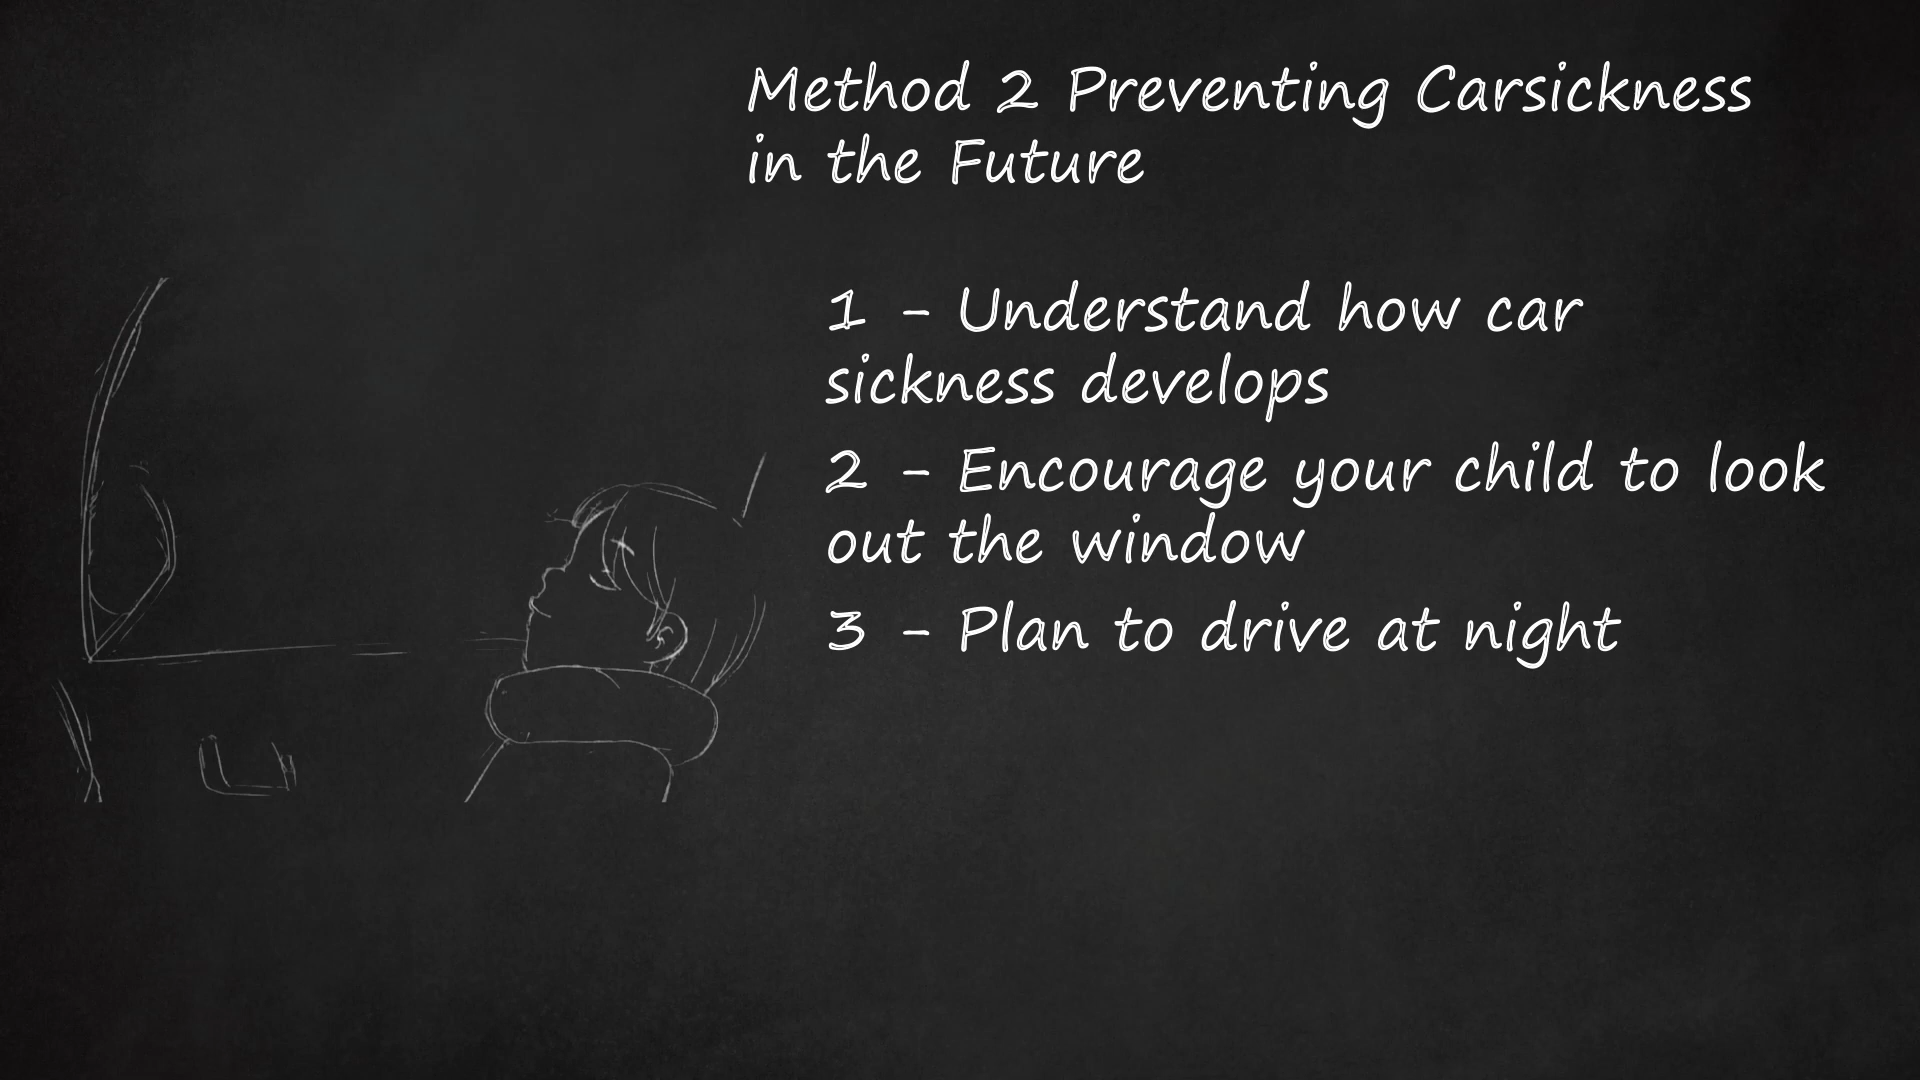 Method 2 Preventing Carsickness
in the Future
1 - Understand how car
sickness develops
2 - Encourage your child to look
out the window
3 - Plan to drive at night